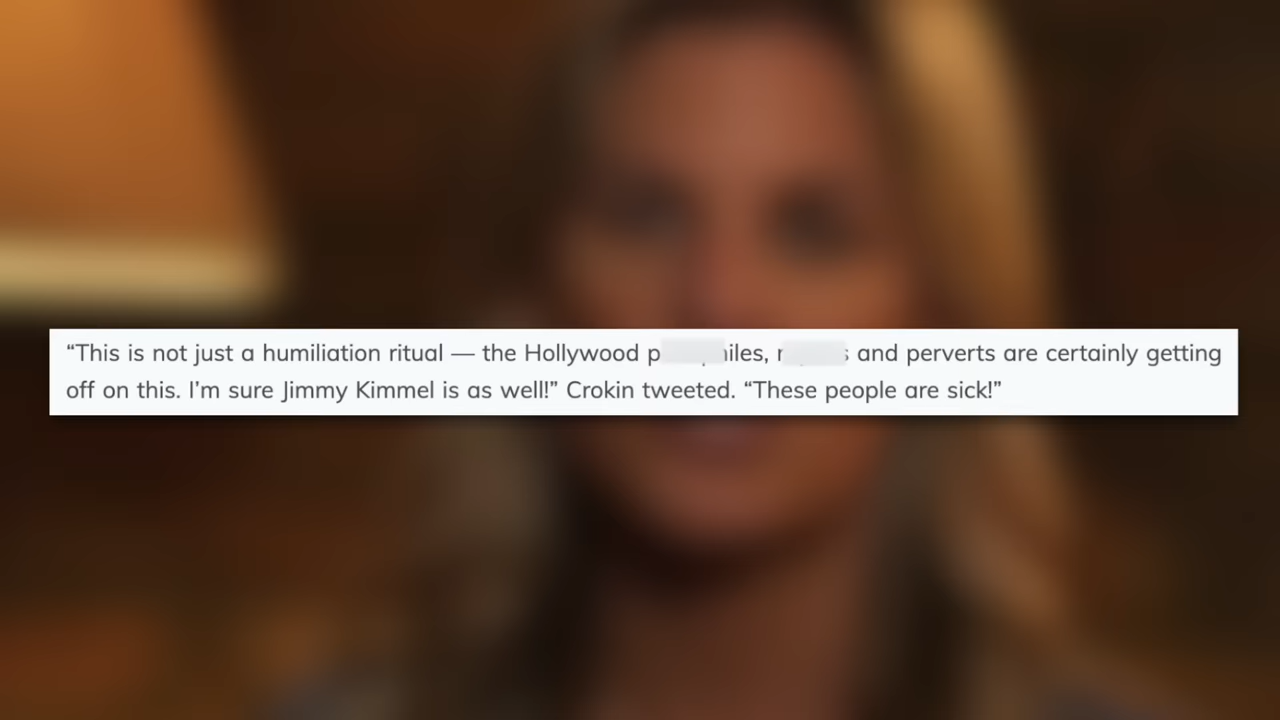 “This is not just a humiliation ritual — the Hollywood and perverts are certainly getting
off on this. I’m sure Jimmy Kimmel is as well!” Crokin tweeted. “These people are sick!”